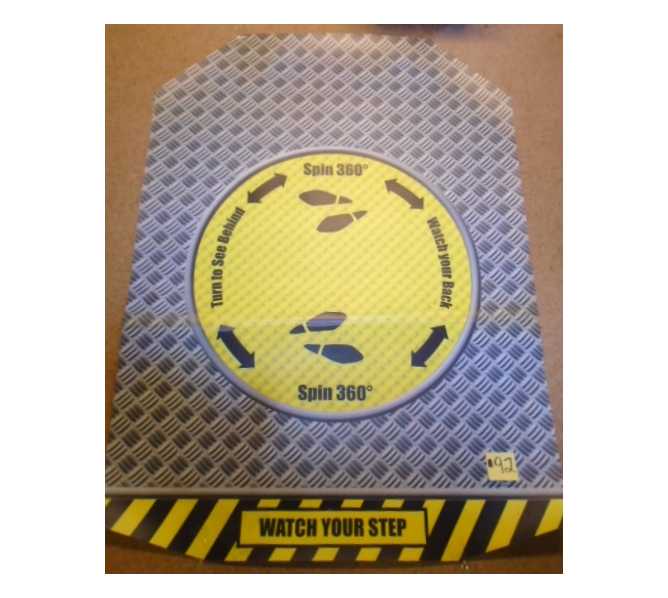 Spin 360°
Turn to See Behind
Watch your Back
Spin 360°
92
WATCH YOUR STEP